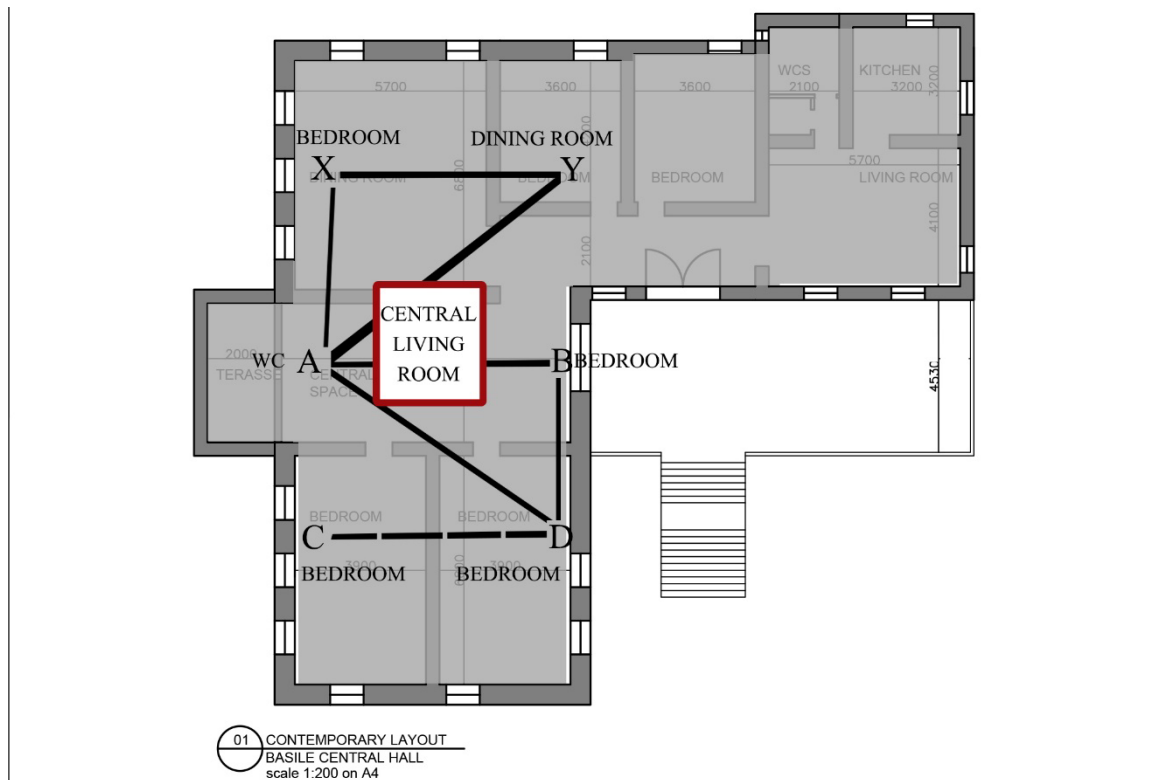 WCS
KITCHEN
5700
3600
3600
2100
3200
3200
BEDROOM
DINING ROOM
X
Y
5700
DINING ROOM
BEDROOM
BEDROOM
LIVING ROOM
6800
2100
4100
CENTRAL
LIVING
ROOM
2000
WC
A
B
BEDROOM
TERASSE
CENTRAL
SPACE
4530
BEDROOM
BEDROOM
C
D
BEDROOM
BEDROOM
3900
3900
01
CONTEMPORARY LAYOUT
BASILE CENTRAL HALL
scale 1:200 on A4